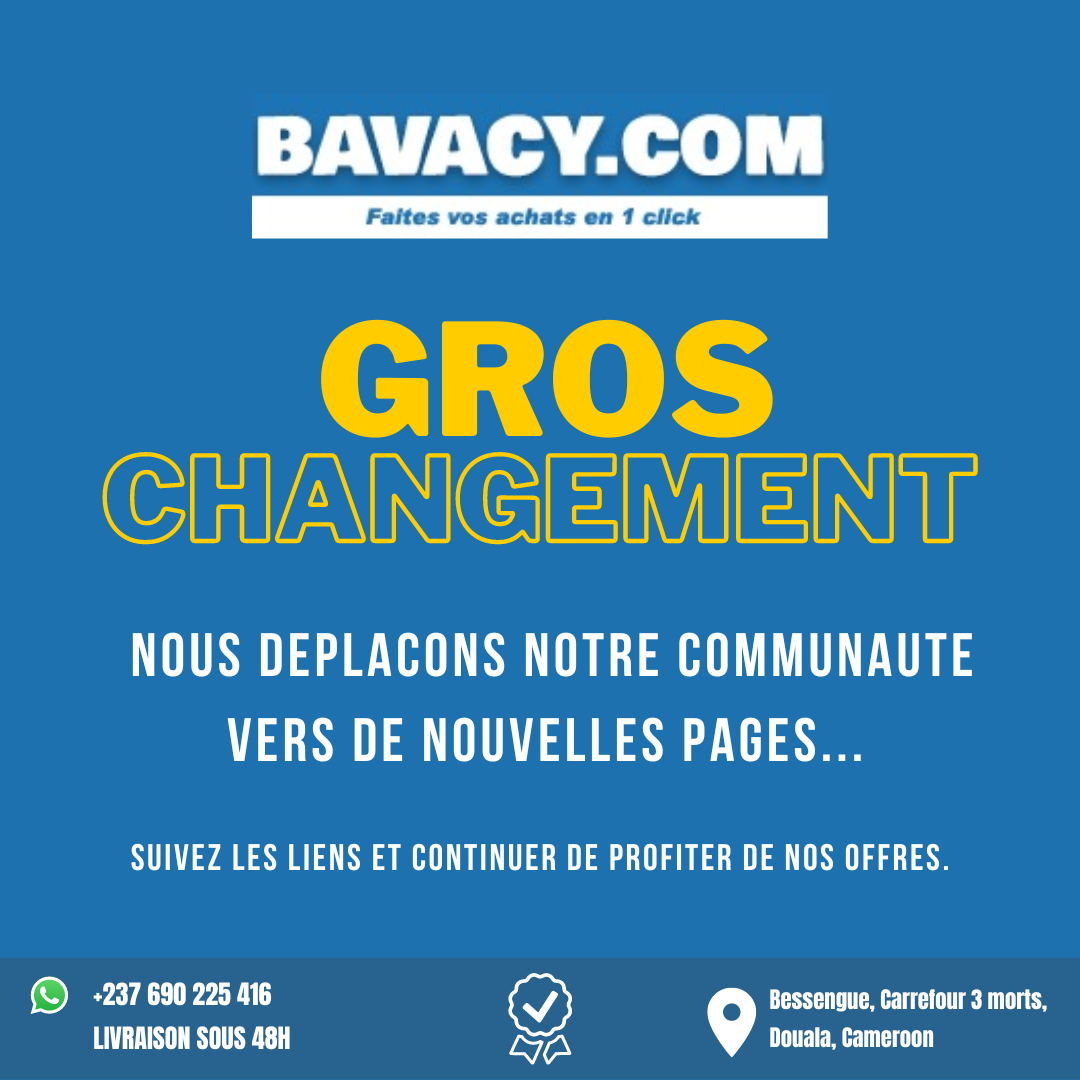 BAVACY.COM
Faites vos achats en 1 click
GROS
CHANGEMENT
NOUS DEPLACONS NOTRE COMMUNAUTE
VERS DE NOUVELLES PAGES...
SUIVEZ LES LIENS ET CONTINUER DE PROFITER DE NOS OFFRES.
+237 690 225 416
LIVRAISON SOUS 48H
Bessengue, Carrefour 3 morts,
Douala, Cameroon